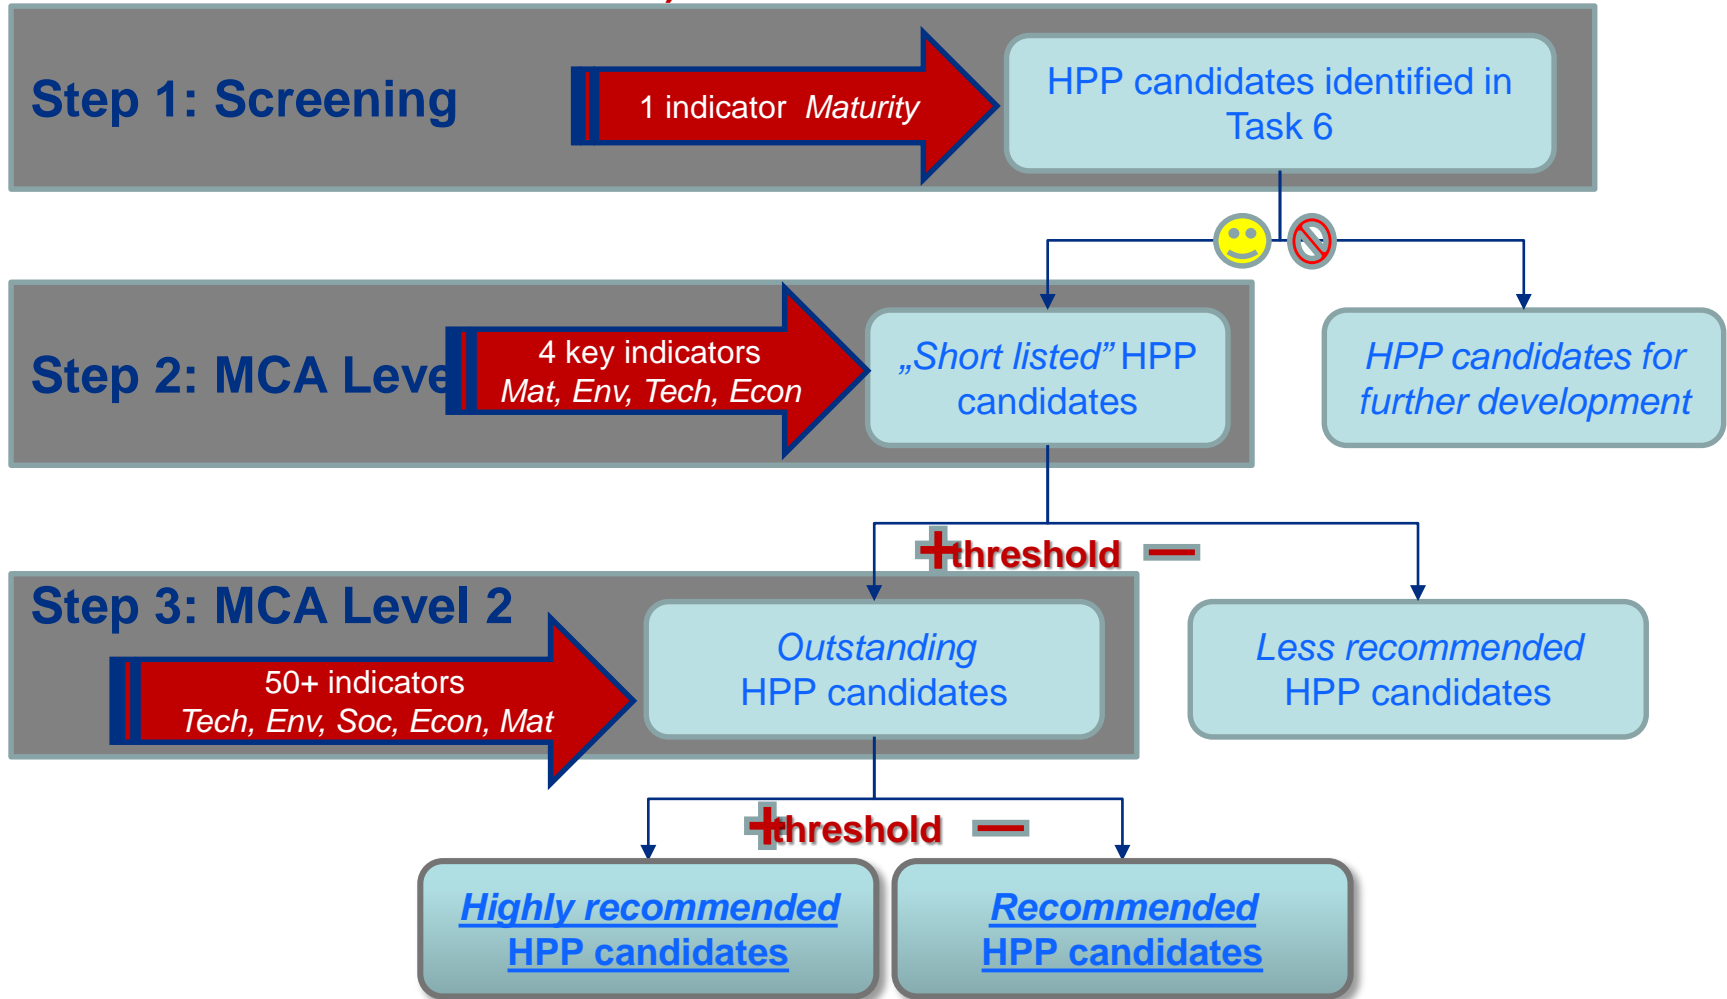 Step 1: Screening
1 indicator Maturity
HPP candidates identified in
Task 6
Step 2: MCA Leve
4 key indicators
Mat, Env, Tech, Econ
„Short listed” HPP
candidates
HPP candidates for
further development
+threshold —
Step 3: MCA Level 2
50+ indicators
Tech, Env, Soc, Econ, Mat
Outstanding
HPP candidates
Less recommended
HPP candidates
+threshold —
Highly recommended
HPP candidates
Recommended
HPP candidates